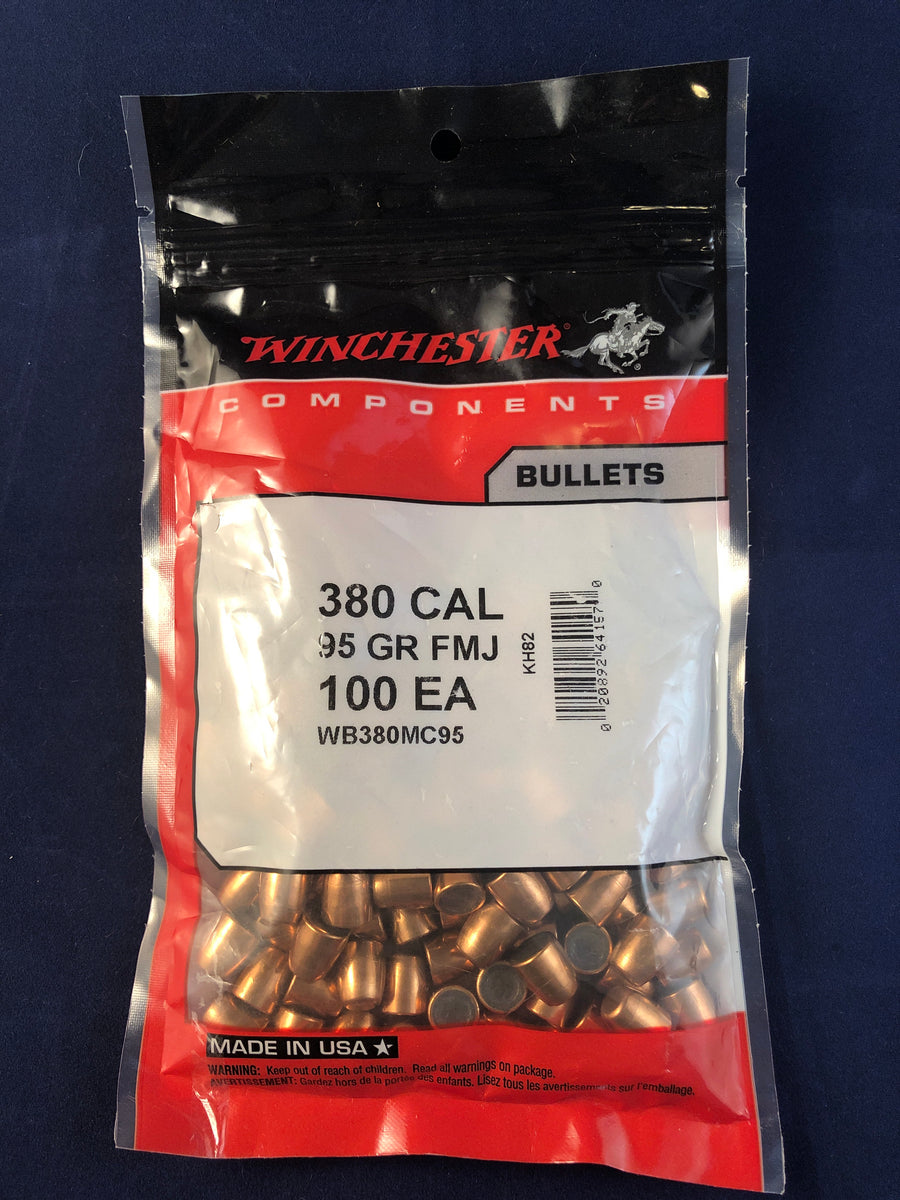 WINCHESTER®
COMPONENTS
BULLETS
380 CAL
95 GR FMJ
100 EA
WB380MC95
KH82
0 20892 64157 0
MADE IN USA ★
WARNING: Keep out of reach of children. Read all warnings on package.
AVERTISSEMENT: Gardez hors de la portée des enfants. Lisez tous les avertissements sur l'emballage.